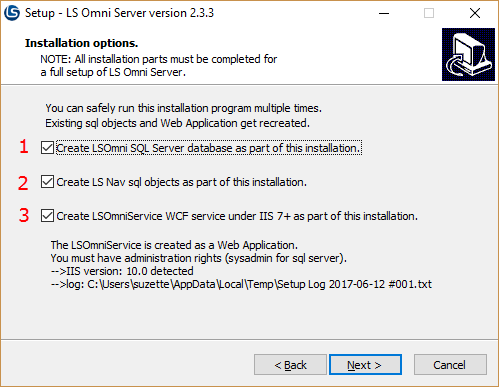 Setup - LS Omni Server version 2.3.3
Installation options.
NOTE: All installation parts must be completed for
a full setup of LS Omni Server.
You can safely run this installation program multiple times.
Existing sql objects and Web Application get recreated.
1 Create LSOmni SQL Server database as part of this installation.
2 Create LS Nav sql objects as part of this installation.
3 Create LSOmniService WCF service under IIS 7+ as part of this installation.
The LSOmniService is created as a Web Application.
You must have administration rights (sysadmin for sql server).
-->IIS version: 10.0 detected
-->log: C:\Users\suzette\AppData\Local\Temp\Setup Log 2017-06-12 #001.txt
< Back Next > Cancel